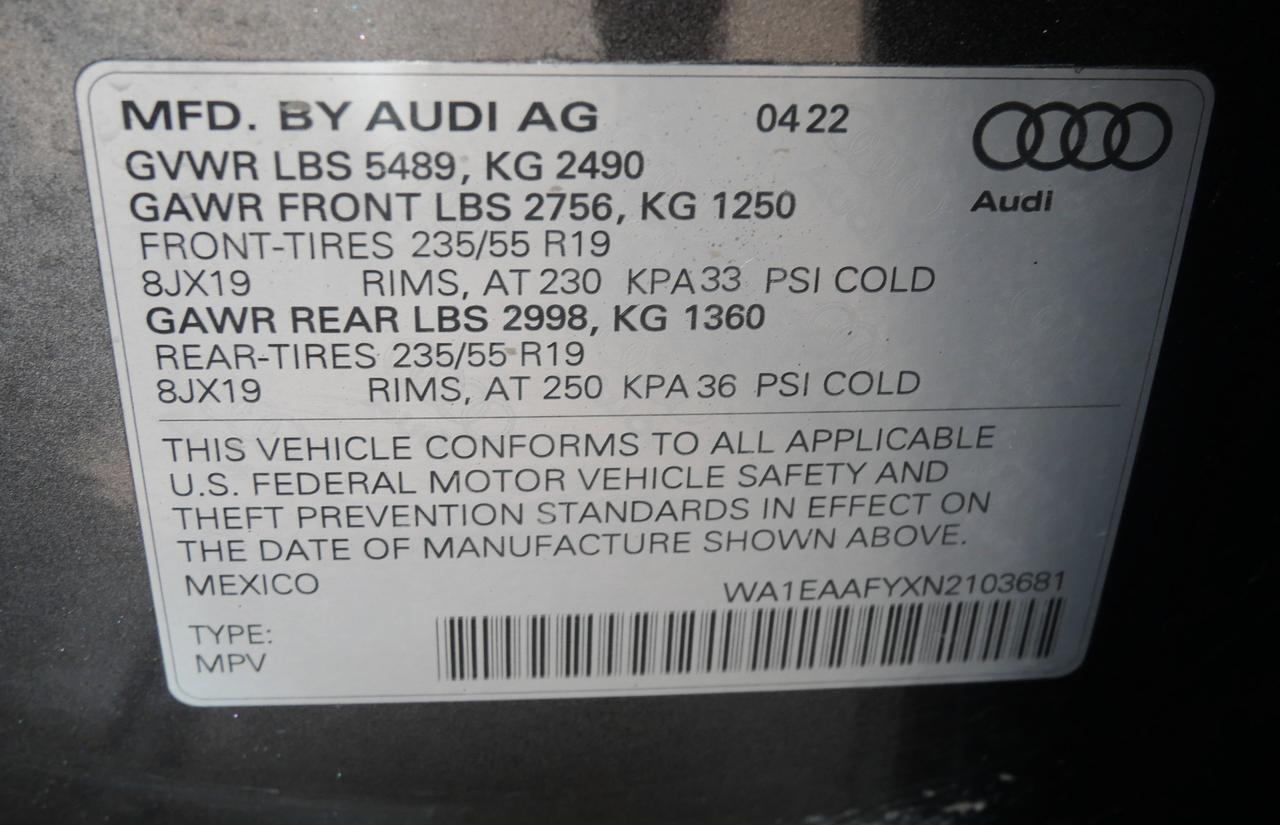 MFD. BY AUDI AG 04 22
GVWR LBS 5489, KG 2490
GAWR FRONT LBS 2756, KG 1250
Audi
FRONT-TIRES 235/55 R19
8JX19 RIMS, AT 230 KPA 33 PSI COLD
GAWR REAR LBS 2998, KG 1360
REAR-TIRES 235/55 R19
8JX19 RIMS, AT 250 KPA 36 PSI COLD
THIS VEHICLE CONFORMS TO ALL APPLICABLE
U.S. FEDERAL MOTOR VEHICLE SAFETY AND
THEFT PREVENTION STANDARDS IN EFFECT ON
THE DATE OF MANUFACTURE SHOWN ABOVE.
MEXICO WA1EAAFYXN2103681
TYPE:
MPV